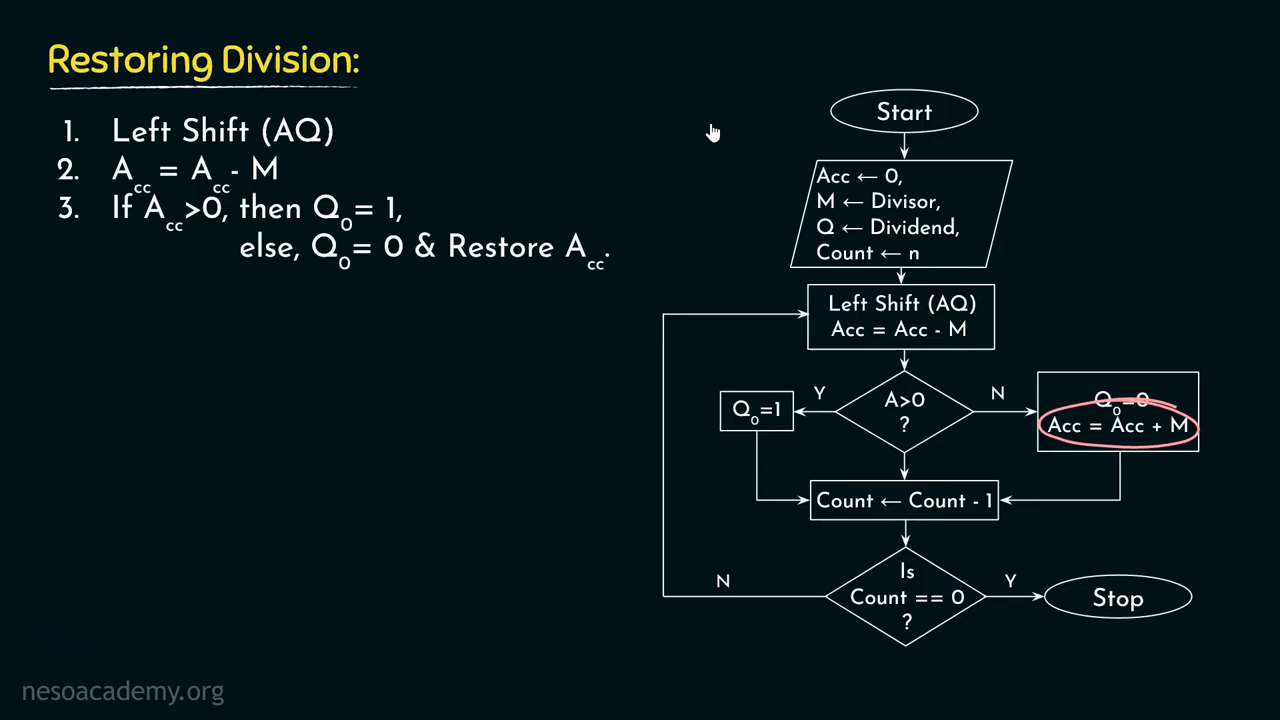 Restoring Division:
1. Left Shift (AQ)
2. Acc = Acc - M
3. If Acc>0, then Q0= 1,
else, Q0= 0 & Restore Acc.
Start
Acc ← 0,
M ← Divisor,
Q ← Dividend,
Count ← n
Left Shift (AQ)
Acc = Acc - M
Y
A>0
?
N
Q0=1
Q0=0
Acc = Acc + M
Count ← Count - 1
N
Is
Count == 0
?
Y
Stop
nesoacademy.org